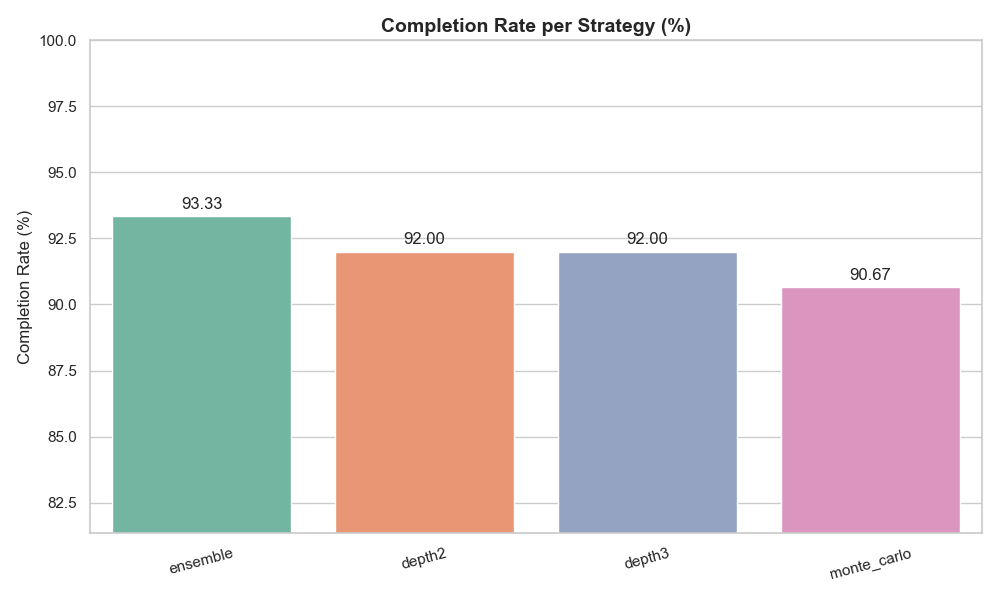 Completion Rate per Strategy (%)
100.0
97.5
95.0
92.5
90.0
87.5
85.0
82.5
Completion Rate (%)
93.33
92.00
92.00
90.67
ensemble
depth2
depth3
monte_carlo